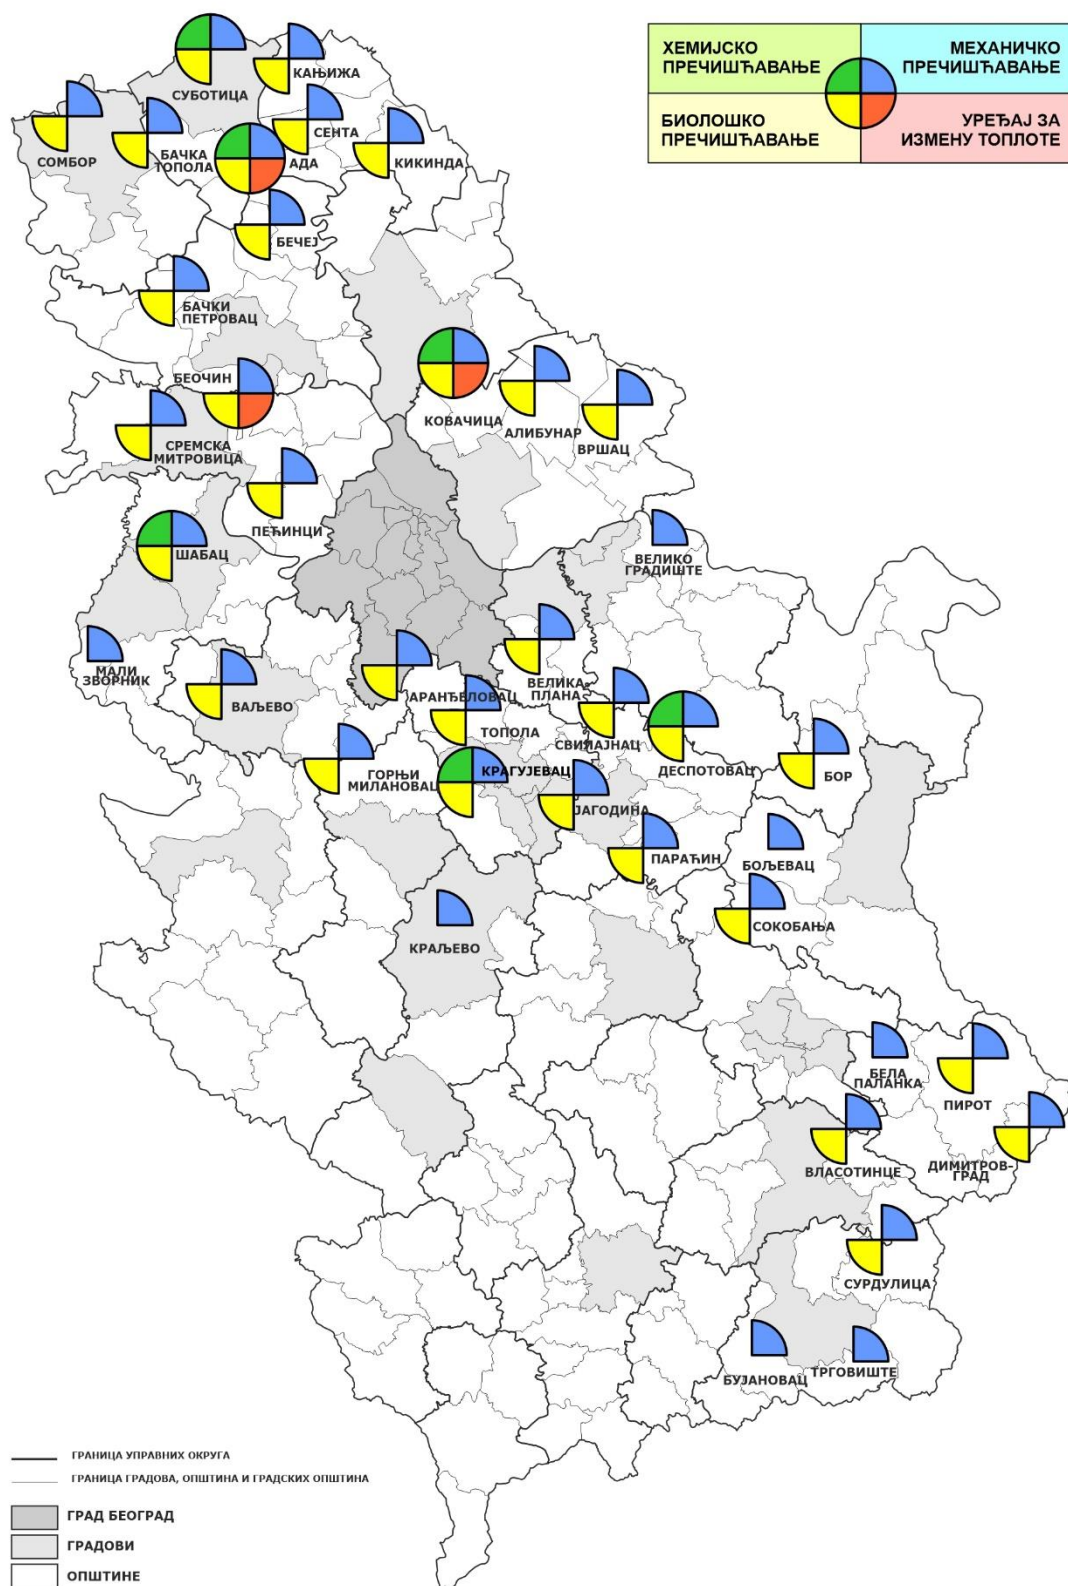 ХЕМИЈСКО
ПРЕЧИШЋАВАЊЕ
МЕХАНИЧКО
ПРЕЧИШЋАВАЊЕ
БИОЛОШКО
ПРЕЧИШЋАВАЊЕ
УРЕЂАЈ ЗА
ИЗМЕНУ ТОПЛОТЕ
СУБОТИЦА
КАЊИЖА
СОМБОР
БАЧКА
ТОПОЛА
СЕНТА
АДА
КИКИНДА
БЕЧЕЈ
БАЧКИ
ПЕТРОВАЦ
БЕОЧИН
КОВАЧИЦА
АЛИБУНАР
ВРШАЦ
СРЕМСКА
МИТРОВИЦА
ПЕЋИНЦИ
ШАБАЦ
ВЕЛИКО
ГРАДИШТЕ
МАЛИ
ЗВОРНИК
ВАЉЕВО
АРАНЂЕЛОВАЦ
ВЕЛИКА
ПЛАНА
ТОПОЛА
СВИЛАЈНАЦ
ДЕСПОТОВАЦ
ГОРЊИ
МИЛАНОВАЦ
КРАГУЈЕВАЦ
ЈАГОДИНА
БОР
ПАРАЋИН
БОЉЕВАЦ
СОКОБАЊА
КРАЉЕВО
БЕЛА
ПАЛАНКА
ПИРОТ
ВЛАСОТИНЦЕ
ДИМИТРОВ-
ГРАД
СУРДУЛИЦА
БУЈАНОВАЦ
ТРГОВИШТЕ
ГРАНИЦА УПРАВНИХ ОКРУГА
ГРАНИЦА ГРАДОВА, ОПШТИНА И ГРАДСКИХ ОПШТИНА
ГРАД БЕОГРАД
ГРАДОВИ
ОПШТИНЕ